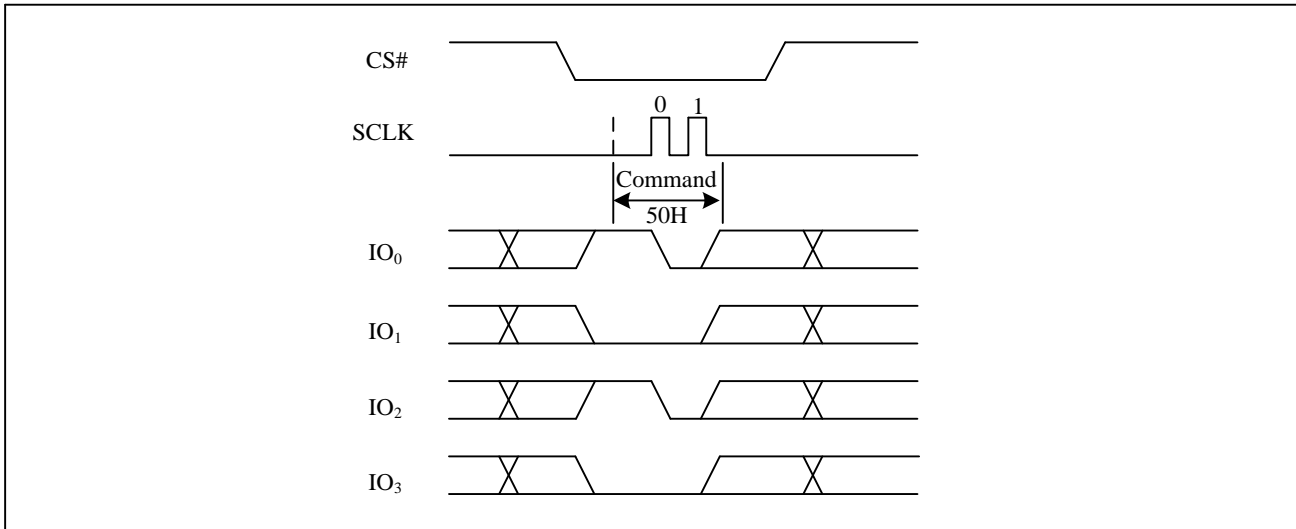 CS#
0 1
SCLK
Command
50H
IO₀
IO₁
IO₂
IO₃